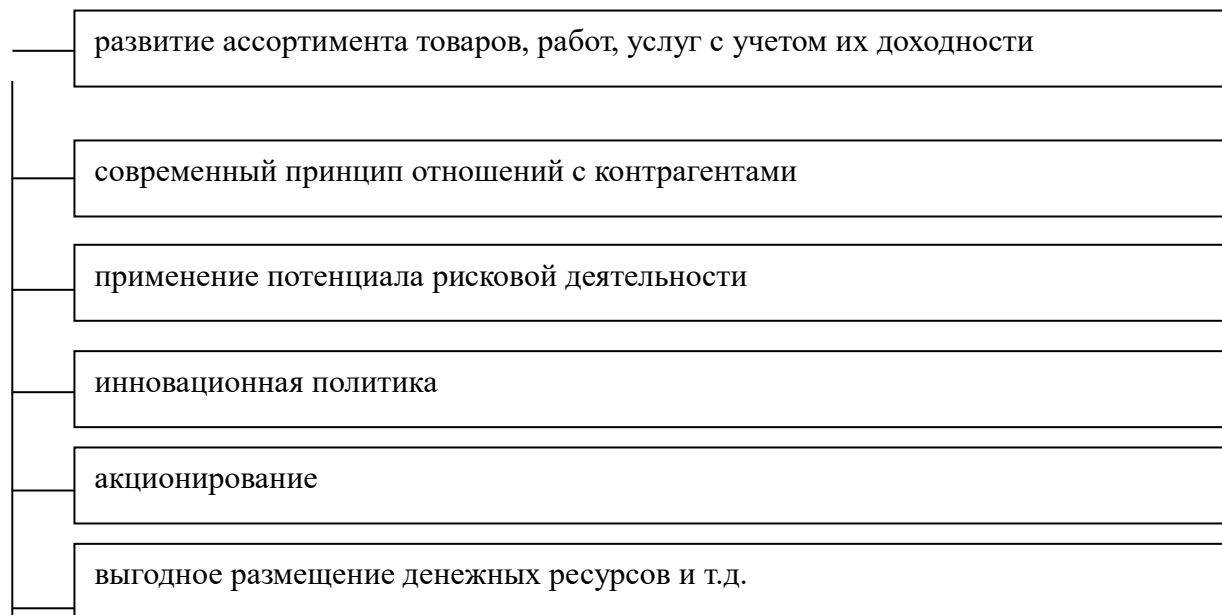 развитие ассортимента товаров, работ, услуг с учетом их доходности
современный принцип отношений с контрагентами
применение потенциала рисковой деятельности
инновационная политика
акционирование
выгодное размещение денежных ресурсов и т.д.